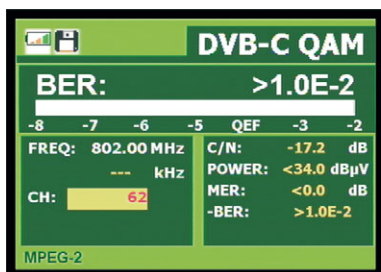 DVB-C QAM
BER: >1.0E-2
-8 -7 -6 -5 QEF -3 -2
FREQ: 802.00 MHz
--- kHz
CH: 62
C/N: -17.2 dB
POWER: <34.0 dBµV
MER: <0.0 dB
-BER: >1.0E-2
MPEG-2